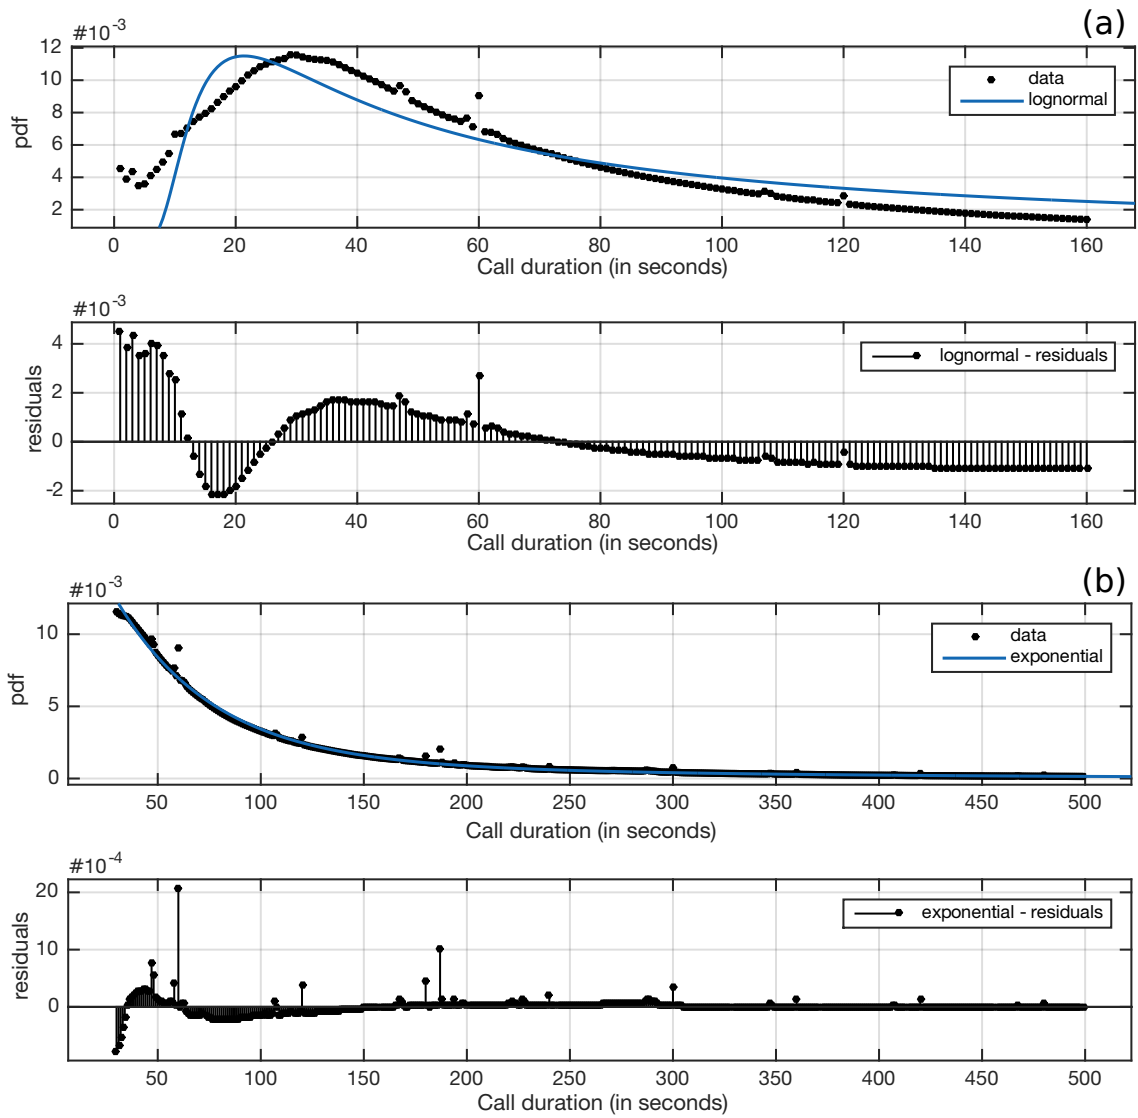 (a)
#10-3
12
10
8
6
4
2
pdf
data
lognormal
0 20 40 60 80 100 120 140 160
Call duration (in seconds)
#10-3
4
2
0
-2
residuals
lognormal - residuals
0 20 40 60 80 100 120 140 160
Call duration (in seconds)
(b)
#10-3
10
5
0
pdf
data
exponential
50 100 150 200 250 300 350 400 450 500
Call duration (in seconds)
#10-4
20
10
0
residuals
exponential - residuals
50 100 150 200 250 300 350 400 450 500
Call duration (in seconds)